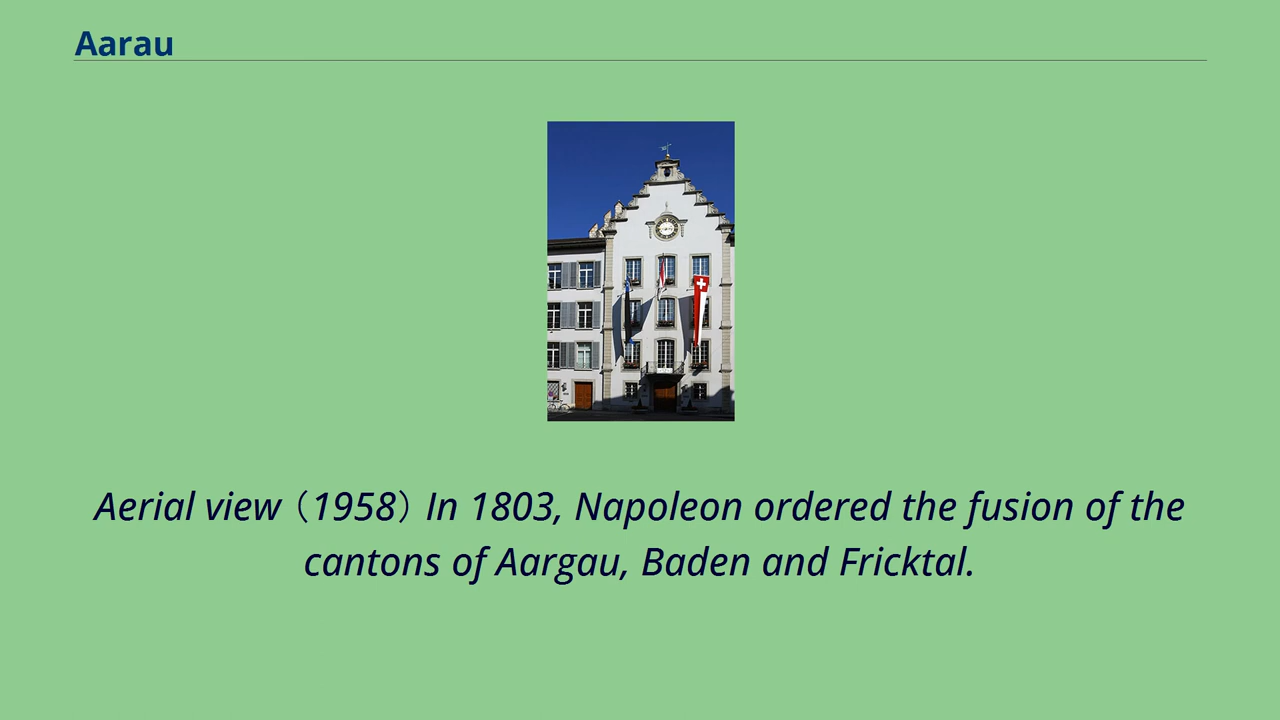 Aarau
Aerial view（1958）In 1803, Napoleon ordered the fusion of the
cantons of Aargau, Baden and Fricktal.